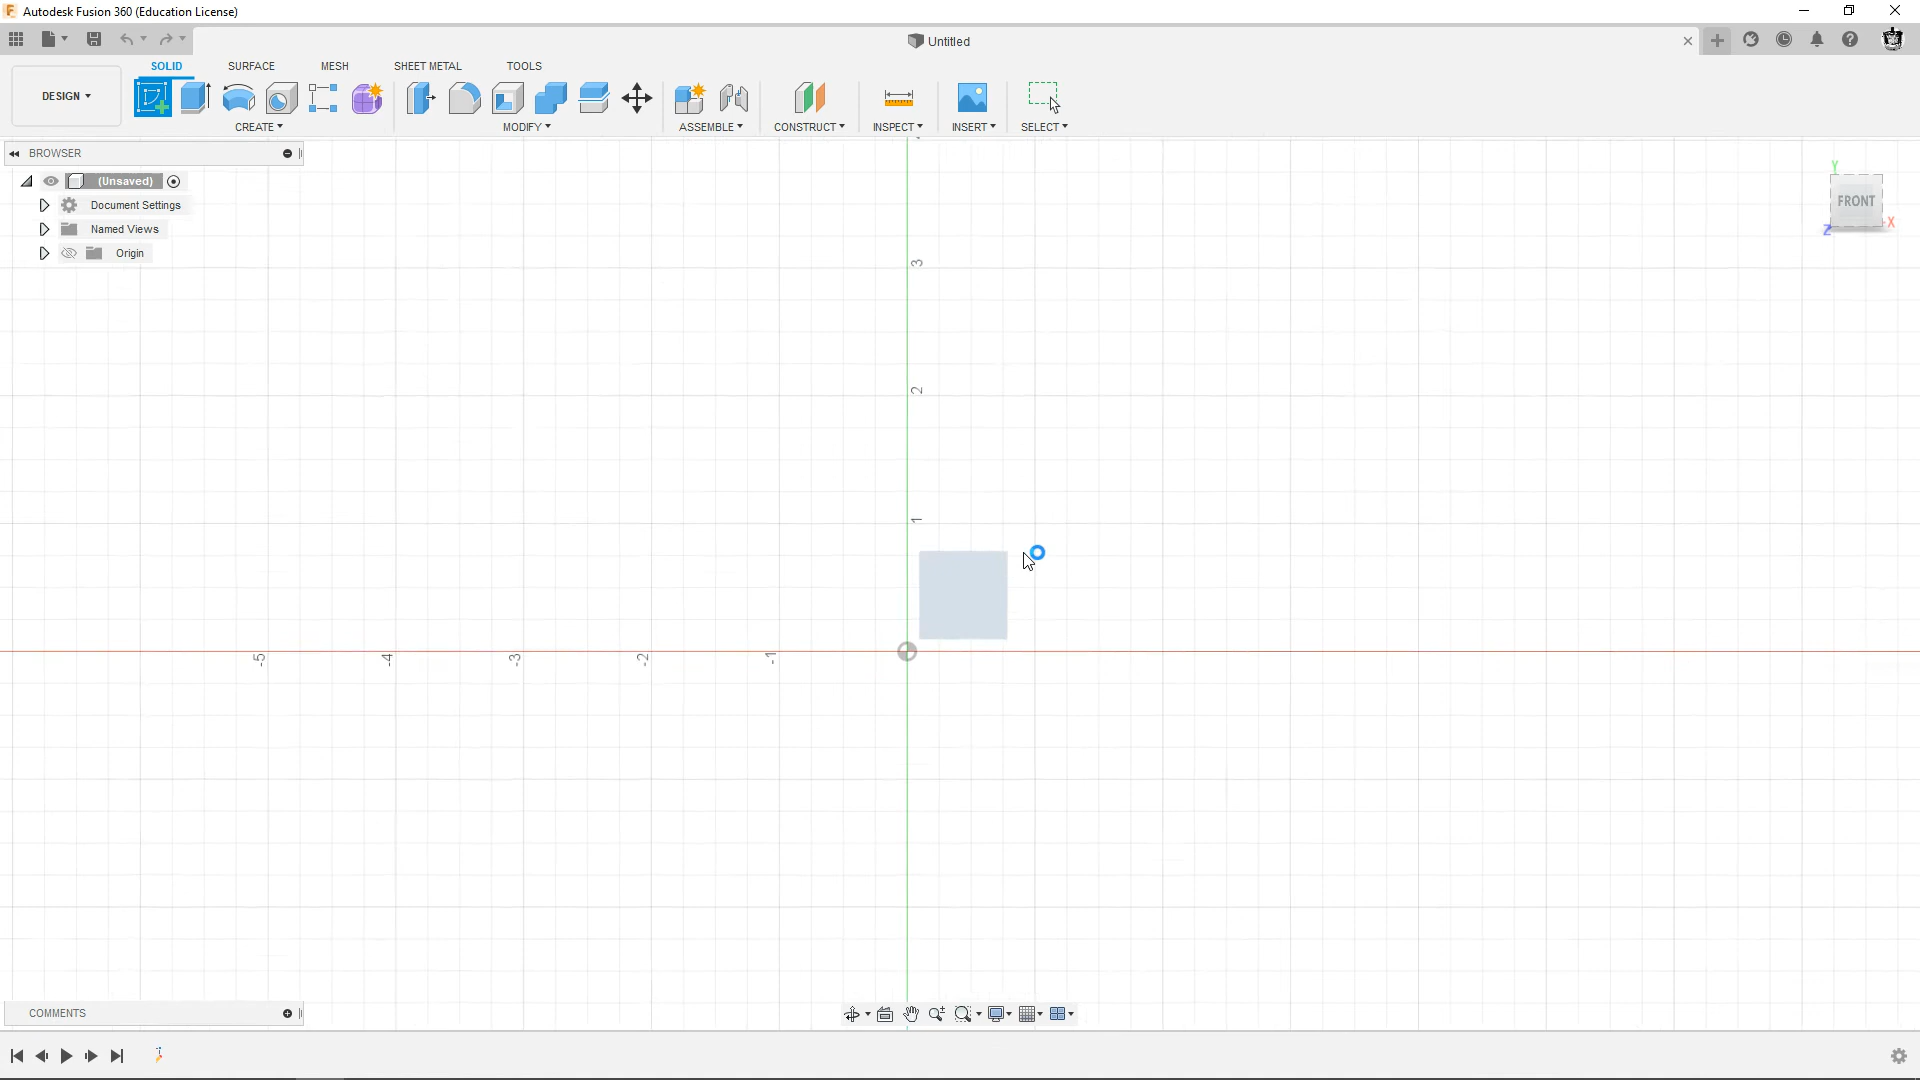 Autodesk Fusion 360 (Education License)
Untitled
SOLID
SURFACE
MESH
SHEET METAL
TOOLS
DESIGN
CREATE
MODIFY
ASSEMBLE
CONSTRUCT
INSPECT
INSERT
SELECT
BROWSER
(Unsaved)
Document Settings
Named Views
Origin
Y
FRONT
X
Z
3
2
1
-5
-4
-3
-2
-1
COMMENTS